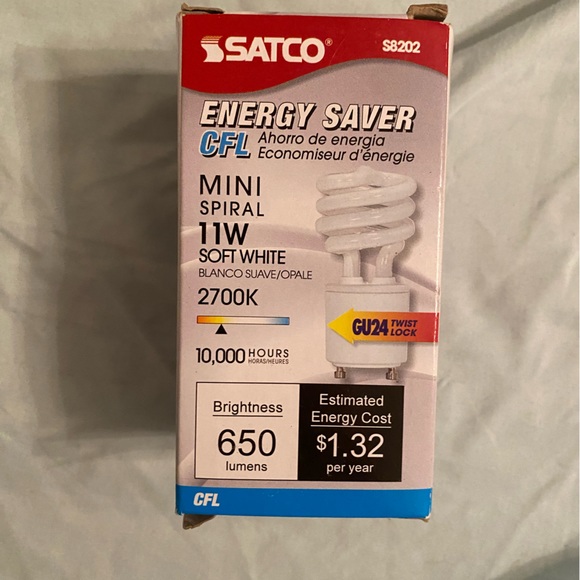 SATCO® S8202
ENERGY SAVER
CFL Ahorro de energia
Economiseur d'énergie
MINI
SPIRAL
11W
SOFT WHITE
BLANCO SUAVE/OPALE
2700K
GU24 TWIST LOCK
10,000 HOURS
HORAS/HEURES
Brightness
650
lumens
Estimated
Energy Cost
$1.32
per year
CFL